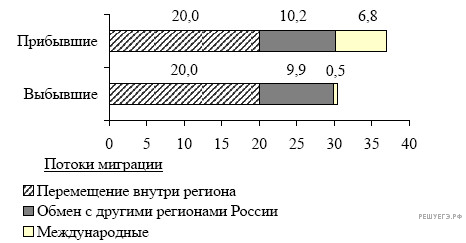 20,0 10,2 6,8
Прибывшие
20,0 9,9 0,5
Выбывшие
0 5 10 15 20 25 30 35 40
Потоки миграции
Перемещение внутри региона
Обмен с другими регионами России
Международные
РЕШУЕГЭ.РФ